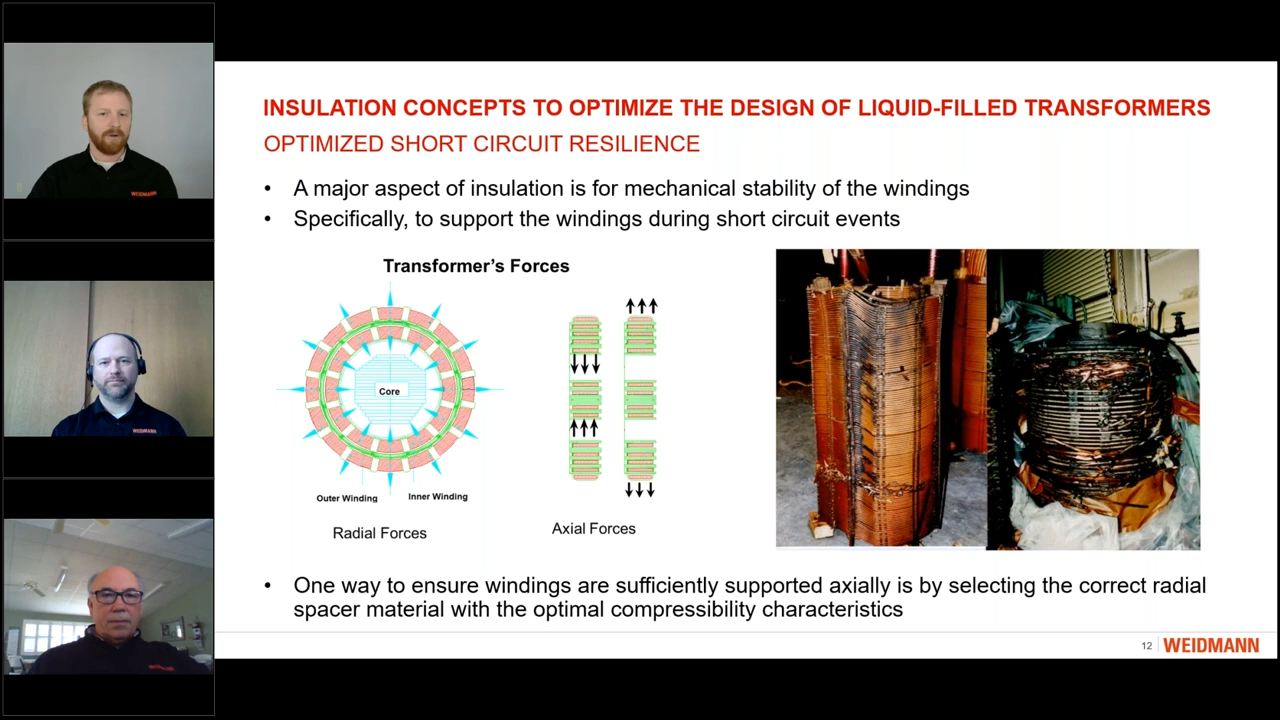 INSULATION CONCEPTS TO OPTIMIZE THE DESIGN OF LIQUID-FILLED TRANSFORMERS
OPTIMIZED SHORT CIRCUIT RESILIENCE
• A major aspect of insulation is for mechanical stability of the windings
• Specifically, to support the windings during short circuit events
Transformer's Forces
Core
Outer Winding
Inner Winding
Radial Forces
Axial Forces
• One way to ensure windings are sufficiently supported axially is by selecting the correct radial
spacer material with the optimal compressibility characteristics
12
WEIDMANN
WEIDMANN
WEIDMANN
WEIDMANN